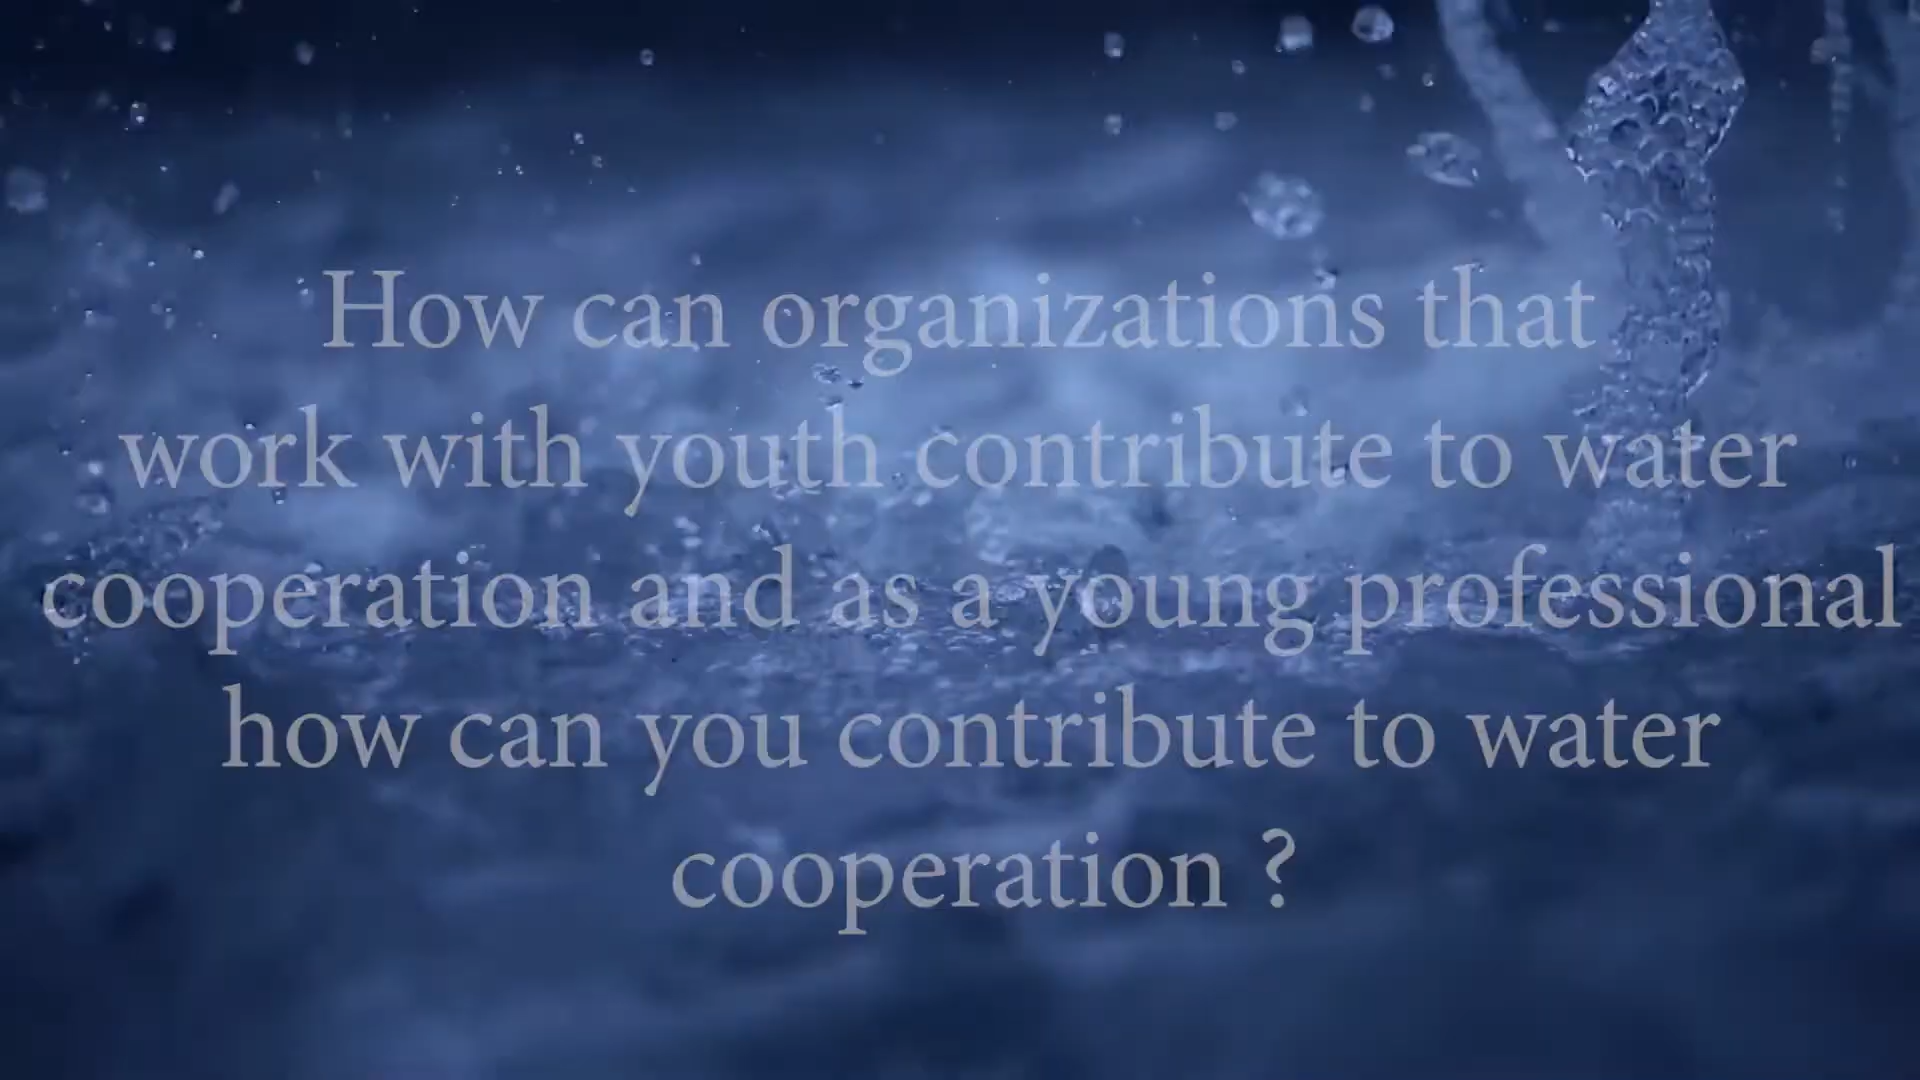 How can organizations that
work with youth contribute to water
cooperation and as a young professional
how can you contribute to water
cooperation ?